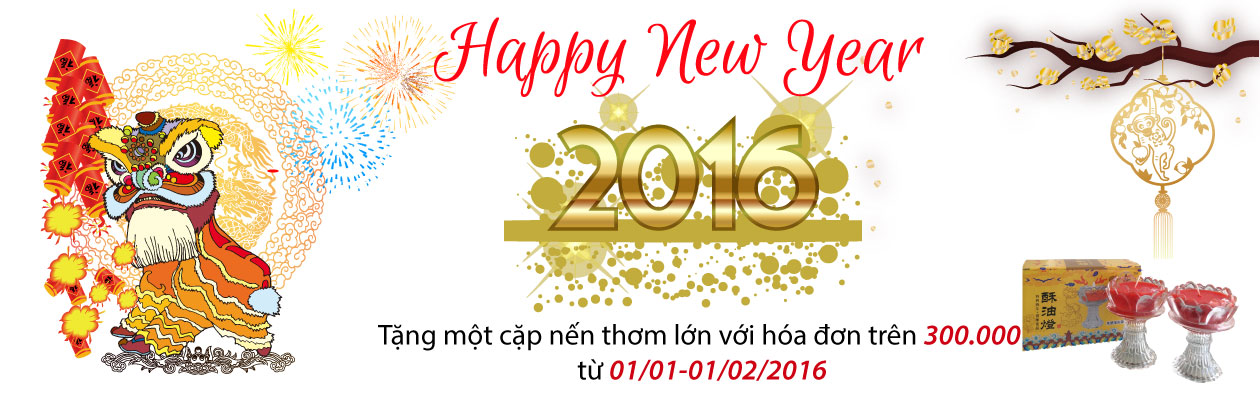 Happy New Year
2016
Tặng một cặp nến thơm lớn với hóa đơn trên 300.000
từ 01/01-01/02/2016
酥油燈